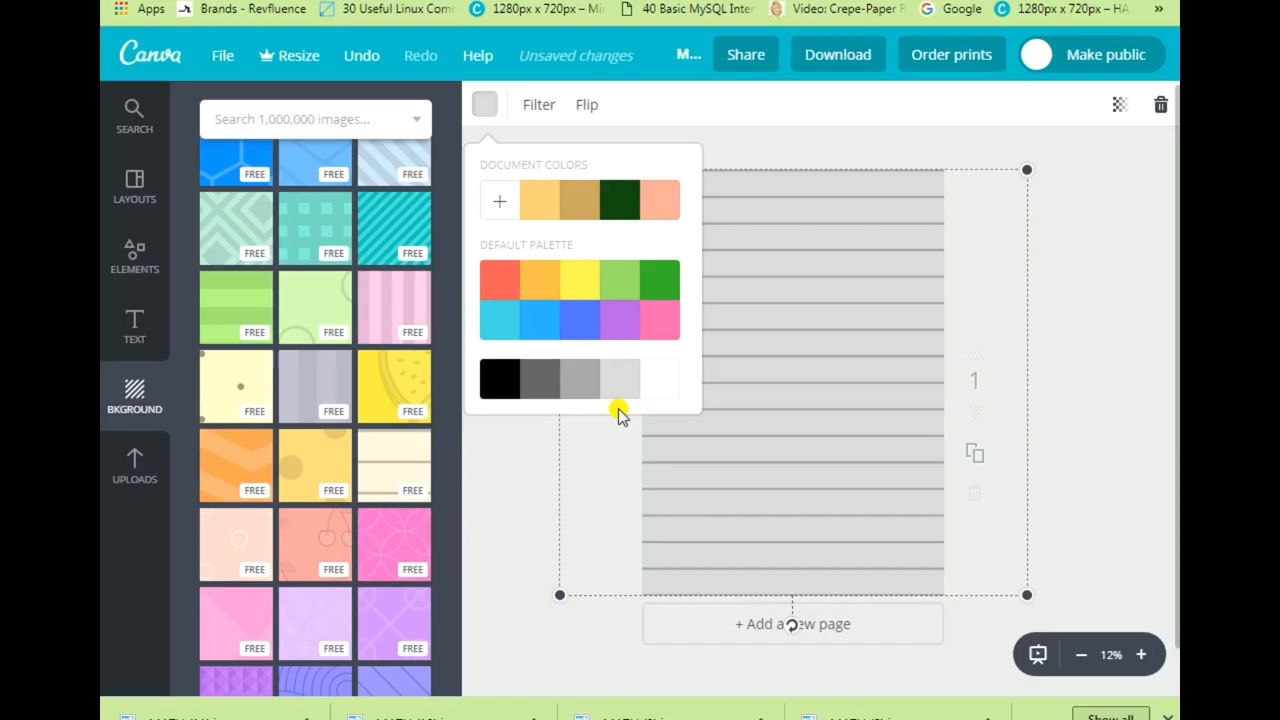 Apps Brands - Revfluence 30 Useful Linux Com 1280px x 720px – Mi 40 Basic MySQL Inter Video: Crepe-Paper F Google 1280px x 720px – HA »
Canva File Resize Undo Redo Help Unsaved changes M... Share Download Order prints Make public
SEARCH
LAYOUTS
ELEMENTS
TEXT
BKGROUND
UPLOADS
Search 1,000,000 images...
FREE FREE FREE
FREE FREE FREE
FREE FREE FREE
FREE FREE FREE
FREE FREE FREE
FREE FREE FREE
FREE FREE FREE
Filter Flip
DOCUMENT COLORS
+
DEFAULT PALETTE
1
+ Add a new page
12%
Show all